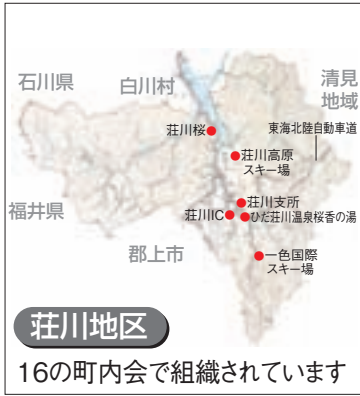 石川県
白川村
清見
地域
荘川桜
東海北陸自動車道
荘川高原
スキー場
福井県
荘川支所
荘川IC
ひだ荘川温泉桜香の湯
郡上市
一色国際
スキー場
荘川地区
16の町内会で組織されています